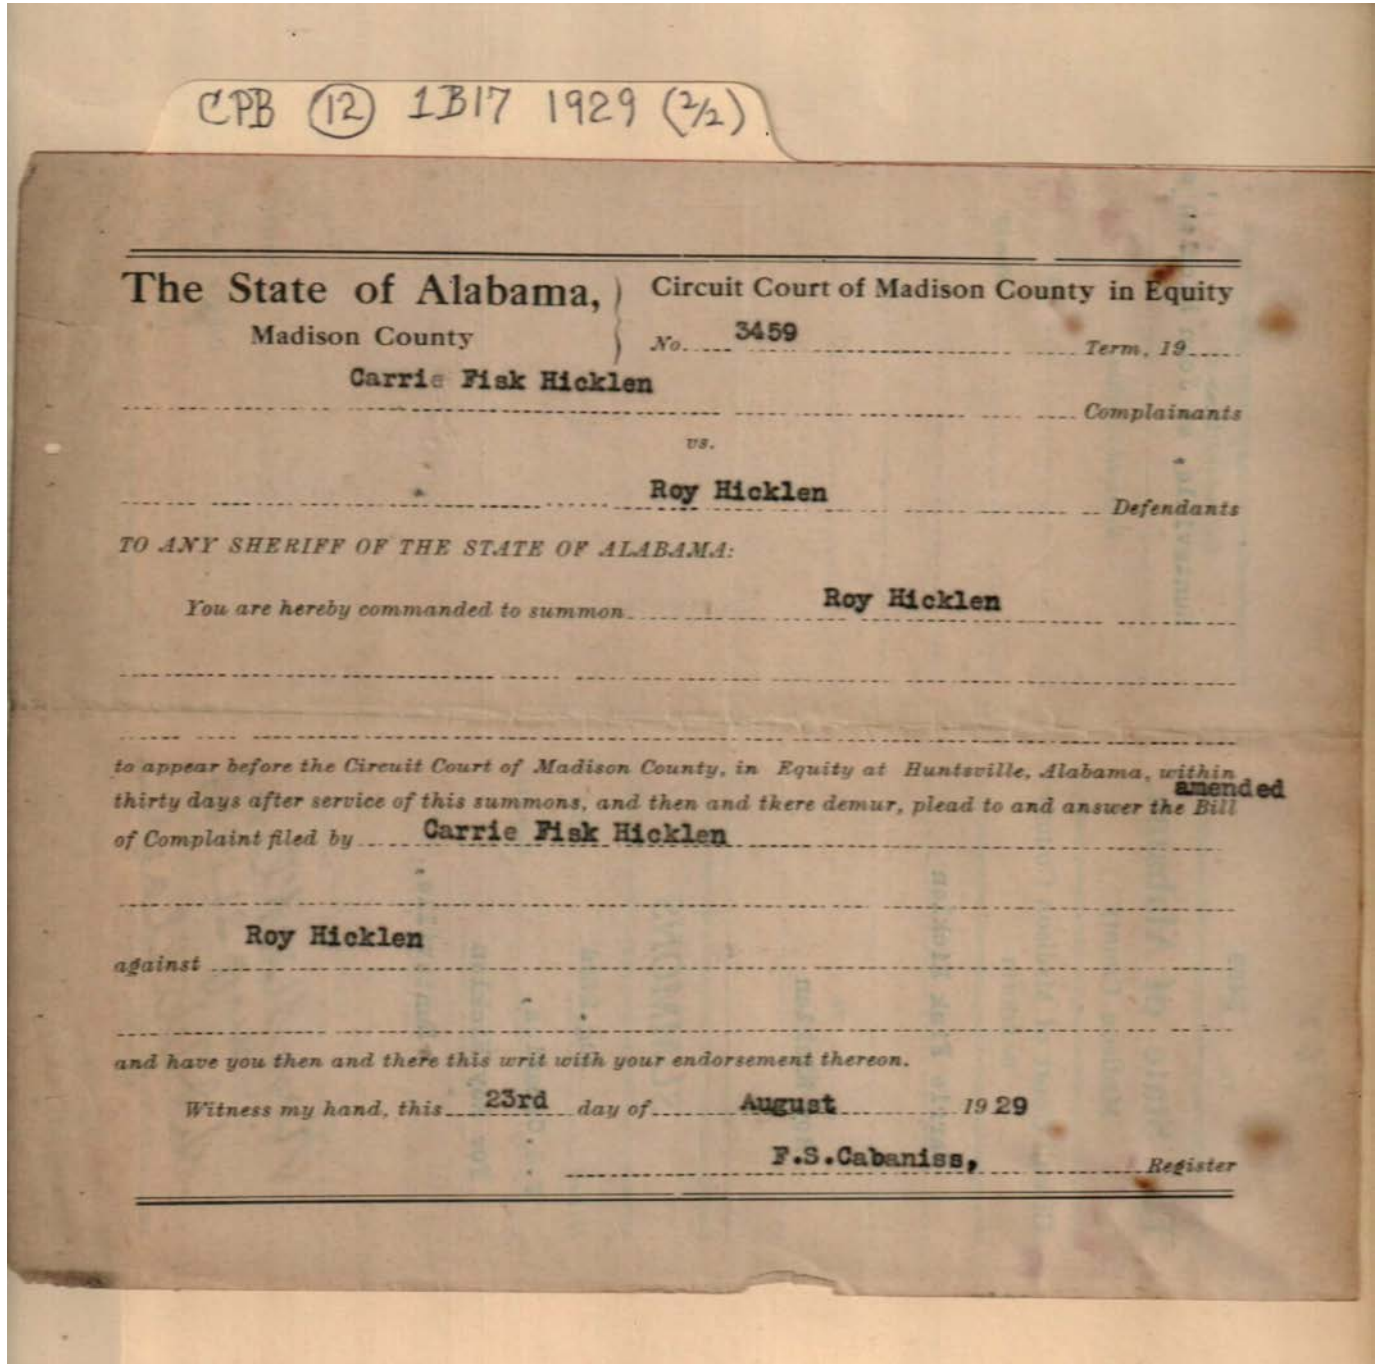 CPB (12) 1B17 1929 (2/2)
The State of Alabama, Circuit Court of Madison County in Equity
Madison County No. 3459 Term, 19
Carrie Fisk Hicklen
Complainants
vs.
Roy Hicklen
Defendants
TO ANY SHERIFF OF THE STATE OF ALABAMA:
You are hereby commanded to summon Roy Hicklen
to appear before the Circuit Court of Madison County, in Equity at Huntsville, Alabama, within
amended
thirty days after service of this summons, and then and there demur, plead to and answer the Bill
of Complaint filed by Carrie Fisk Hicklen
Roy Hicklen
against
and have you then and there this writ with your endorsement thereon.
Witness my hand, this 23rd day of August 1929
F.S.Cabaniss, Register